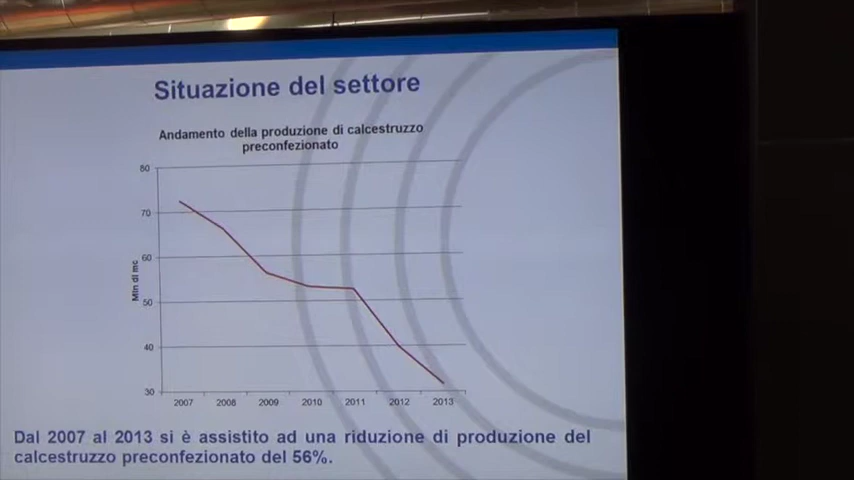 Situazione del settore
Andamento della produzione di calcestruzzo
preconfezionato
80
70
60
50
40
30
Mln di mc
2007 2008 2009 2010 2011 2012 2013
Dal 2007 al 2013 si è assistito ad una riduzione di produzione del
calcestruzzo preconfezionato del 56%.